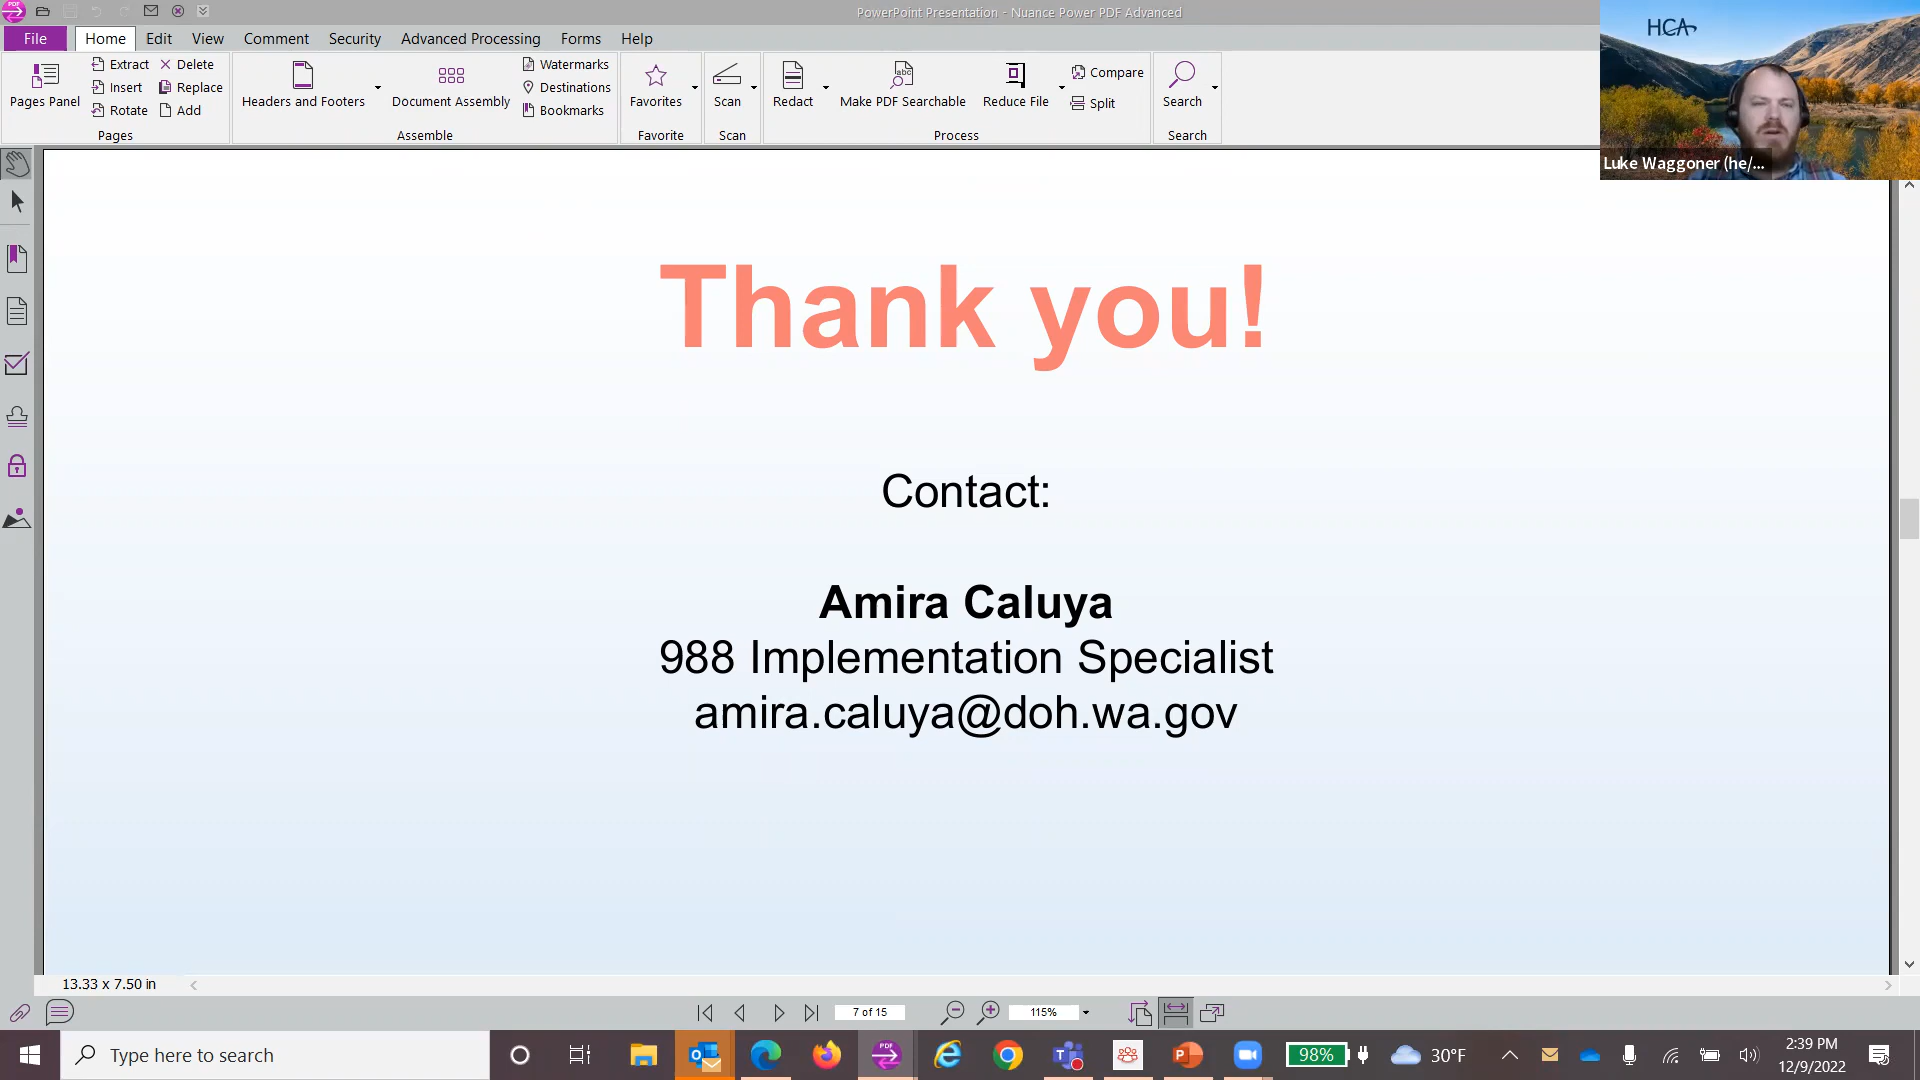 PowerPoint Presentation - Nuance Power PDF Advanced
File Home Edit View Comment Security Advanced Processing Forms Help
Pages Panel
Extract Delete
Insert Replace
Rotate Add
Pages
Headers and Footers
Document Assembly
Watermarks
Destinations
Bookmarks
Assemble
Favorites
Favorite
Scan
Scan
Redact
Make PDF Searchable
Reduce File
Compare
Split
Process
Search
Search
HCA
Luke Waggoner (he/...
Thank you!
Contact:
Amira Caluya
988 Implementation Specialist
amira.caluya@doh.wa.gov
13.33 x 7.50 in
7 of 15
115%
Type here to search
98%
30°F
2:39 PM
12/9/2022